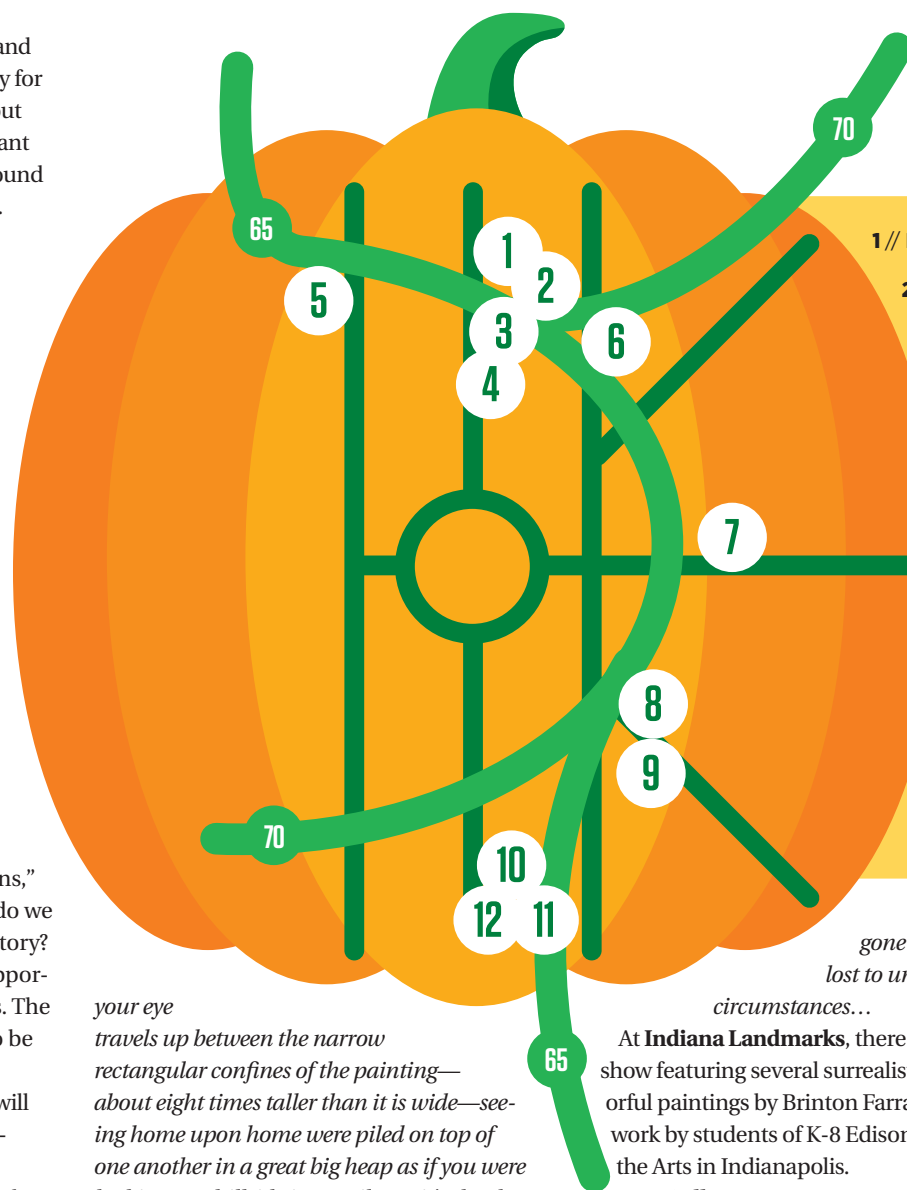 and
y for
out
ant
ound
.
65
70
1
2
3
4
5
6
7
8
9
70
10
12
11
65
1 //
2
ns,”
do we
tory?
ppor-
s. The
o be
will
-
your eye
travels up between the narrow
rectangular confines of the painting—
about eight times taller than it is wide—see-
ing home upon home were piled on top of
one another in a great big heap as if you were
gone
lost to un
circumstances…
At Indiana Landmarks, there
show featuring several surrealis
orful paintings by Brinton Farra
work by students of K-8 Edison
the Arts in Indianapolis.